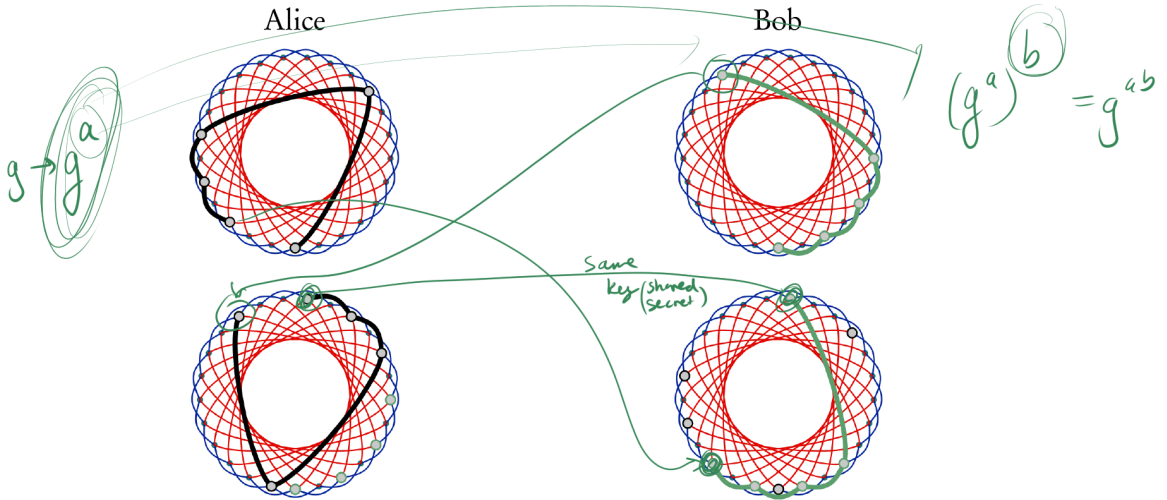 Alice
Bob
g → g^a
(g^a)^b = g^ab
b
Same
key (shared
secret)